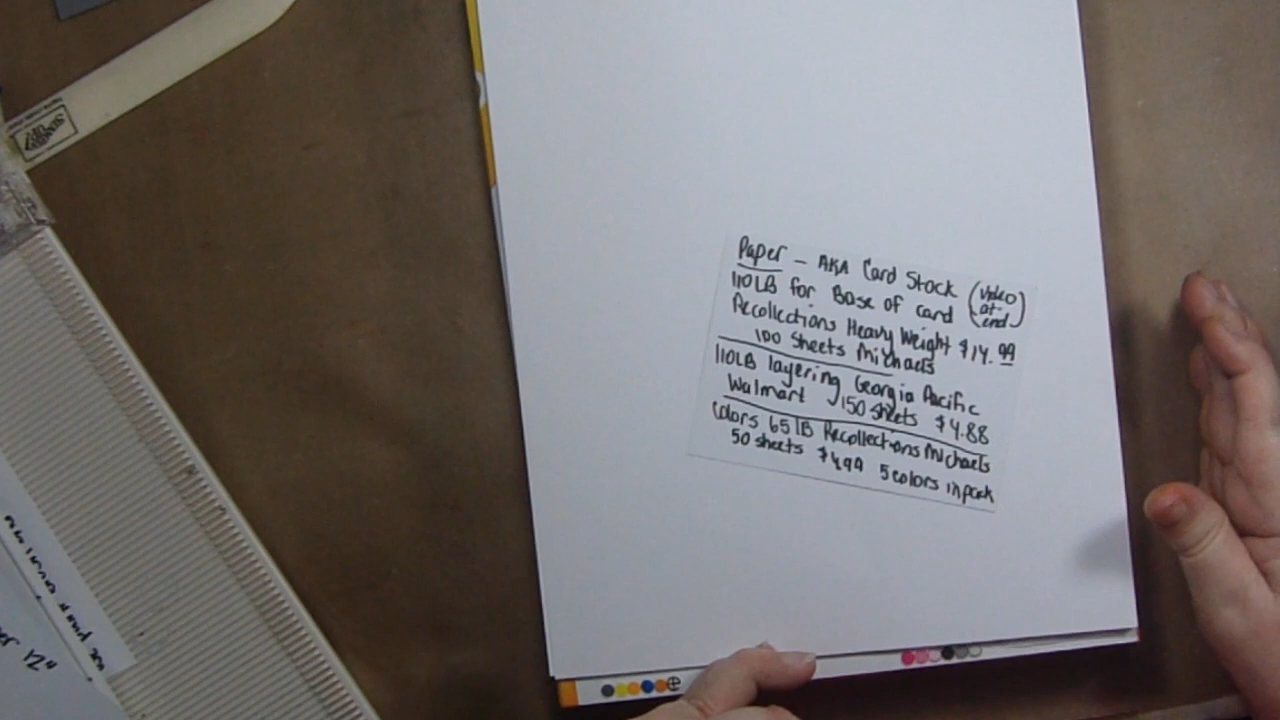 Paper - AKA Card Stock (video at end)
110LB for Base of card
Recollections Heavy Weight $14.99
100 Sheets Michaels
110LB layering Georgia Pacific
Walmart 150 sheets $4.88
Colors 65 lB Recollections Michaels
50 sheets $4.99 5 colors in pack